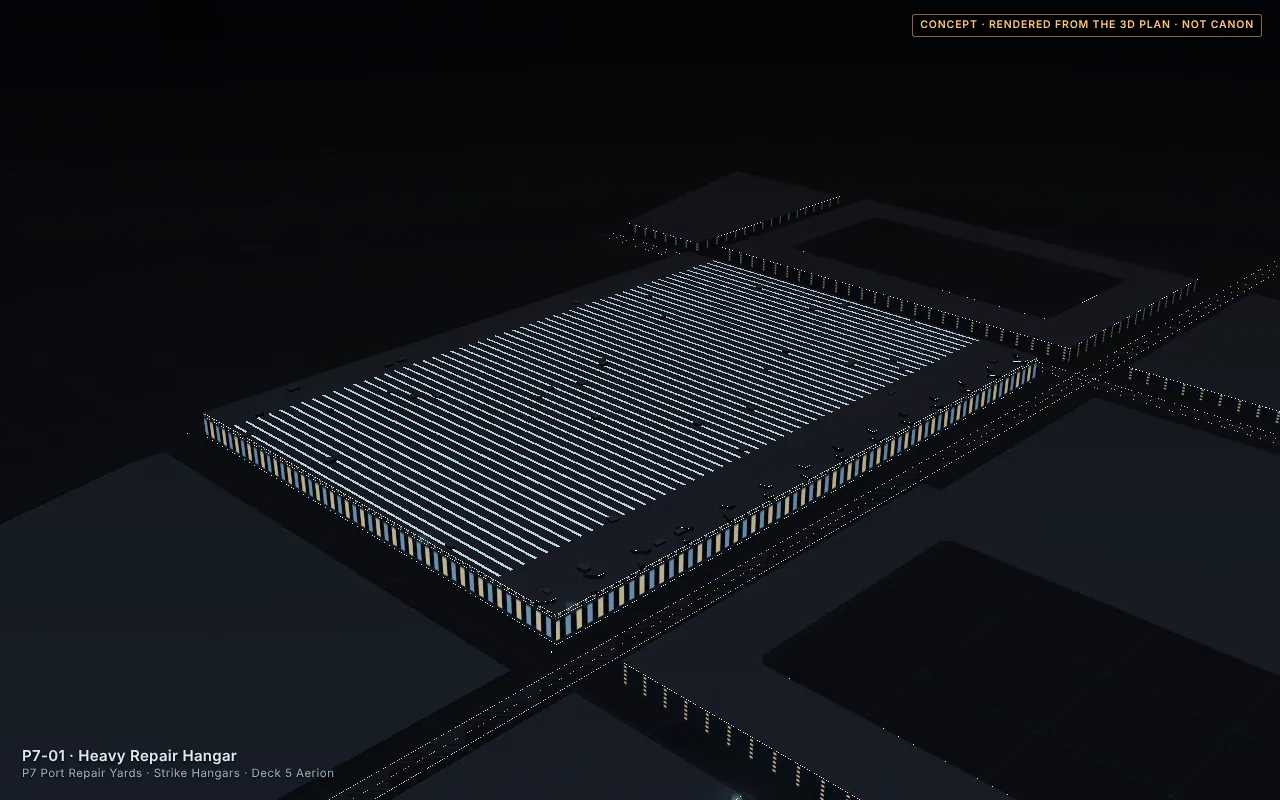 CONCEPT · RENDERED FROM THE 3D PLAN · NOT CANON
P7-01 · Heavy Repair Hangar
P7 Port Repair Yards · Strike Hangars · Deck 5 Aerion